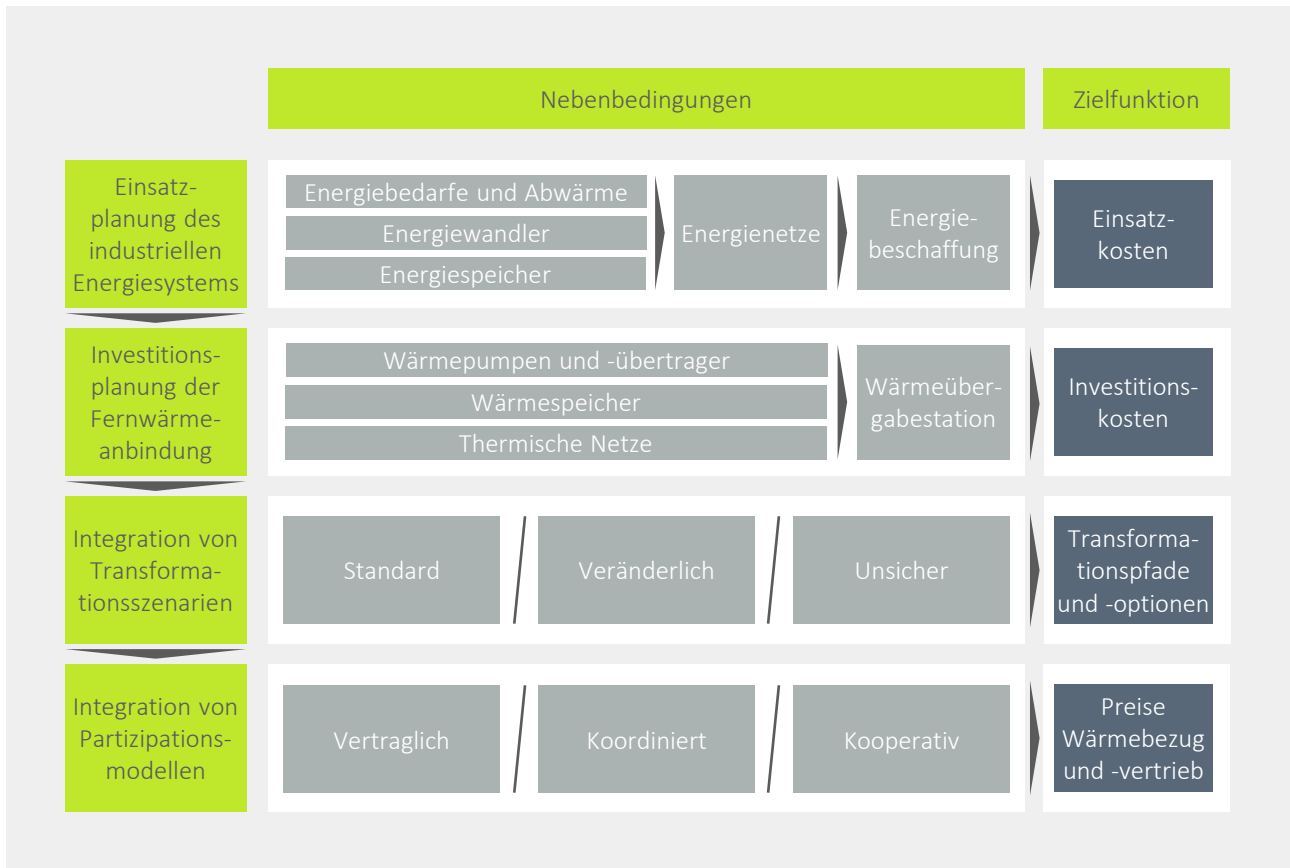 Nebenbedingungen
Zielfunktion
Einsatz-
planung des
industriellen
Energiesystems
Energiebedarfe und Abwärme
Energiewandler
Energiespeicher
Energienetze
Energie-
beschaffung
Einsatz-
kosten
Investitions-
planung der
Fernwärme-
anbindung
Wärmepumpen und -übertrager
Wärmespeicher
Thermische Netze
Wärmeüber-
gabestation
Investitions-
kosten
Integration von
Transforma-
tionsszenarien
Standard
Veränderlich
Unsicher
Transforma-
tionspfade
und -optionen
Integration von
Partizipations-
modellen
Vertraglich
Koordiniert
Kooperativ
Preise
Wärmebezug
und -vertrieb